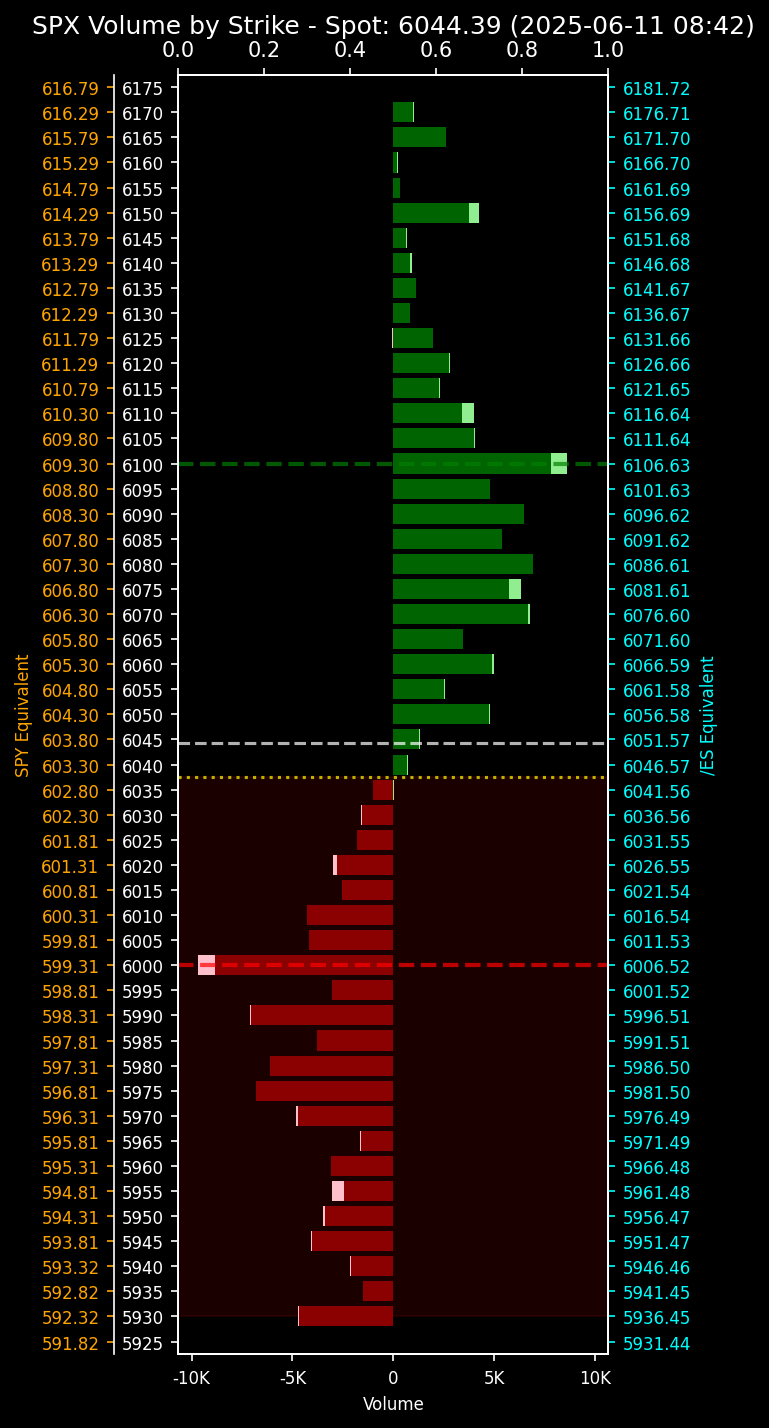 SPX Volume by Strike - Spot: 6044.39 (2025-06-11 08:42)
0.0 0.2 0.4 0.6 0.8 1.0
616.79 6175 6181.72
616.29 6170 6176.71
615.79 6165 6171.70
615.29 6160 6166.70
614.79 6155 6161.69
614.29 6150 6156.69
613.79 6145 6151.68
613.29 6140 6146.68
612.79 6135 6141.67
612.29 6130 6136.67
611.79 6125 6131.66
611.29 6120 6126.66
610.79 6115 6121.65
610.30 6110 6116.64
609.80 6105 6111.64
609.30 6100 6106.63
608.80 6095 6101.63
608.30 6090 6096.62
607.80 6085 6091.62
607.30 6080 6086.61
606.80 6075 6081.61
606.30 6070 6076.60
605.80 6065 6071.60
605.30 6060 6066.59
604.80 6055 6061.58
604.30 6050 6056.58
603.80 6045 6051.57
603.30 6040 6046.57
602.80 6035 6041.56
602.30 6030 6036.56
601.81 6025 6031.55
601.31 6020 6026.55
600.81 6015 6021.54
600.31 6010 6016.54
599.81 6005 6011.53
599.31 6000 6006.52
598.81 5995 6001.52
598.31 5990 5996.51
597.81 5985 5991.51
597.31 5980 5986.50
596.81 5975 5981.50
596.31 5970 5976.49
595.81 5965 5971.49
595.31 5960 5966.48
594.81 5955 5961.48
594.31 5950 5956.47
593.81 5945 5951.47
593.32 5940 5946.46
592.82 5935 5941.45
592.32 5930 5936.45
591.82 5925 5931.44
SPY Equivalent
/ES Equivalent
-10K -5K 0 5K 10K
Volume